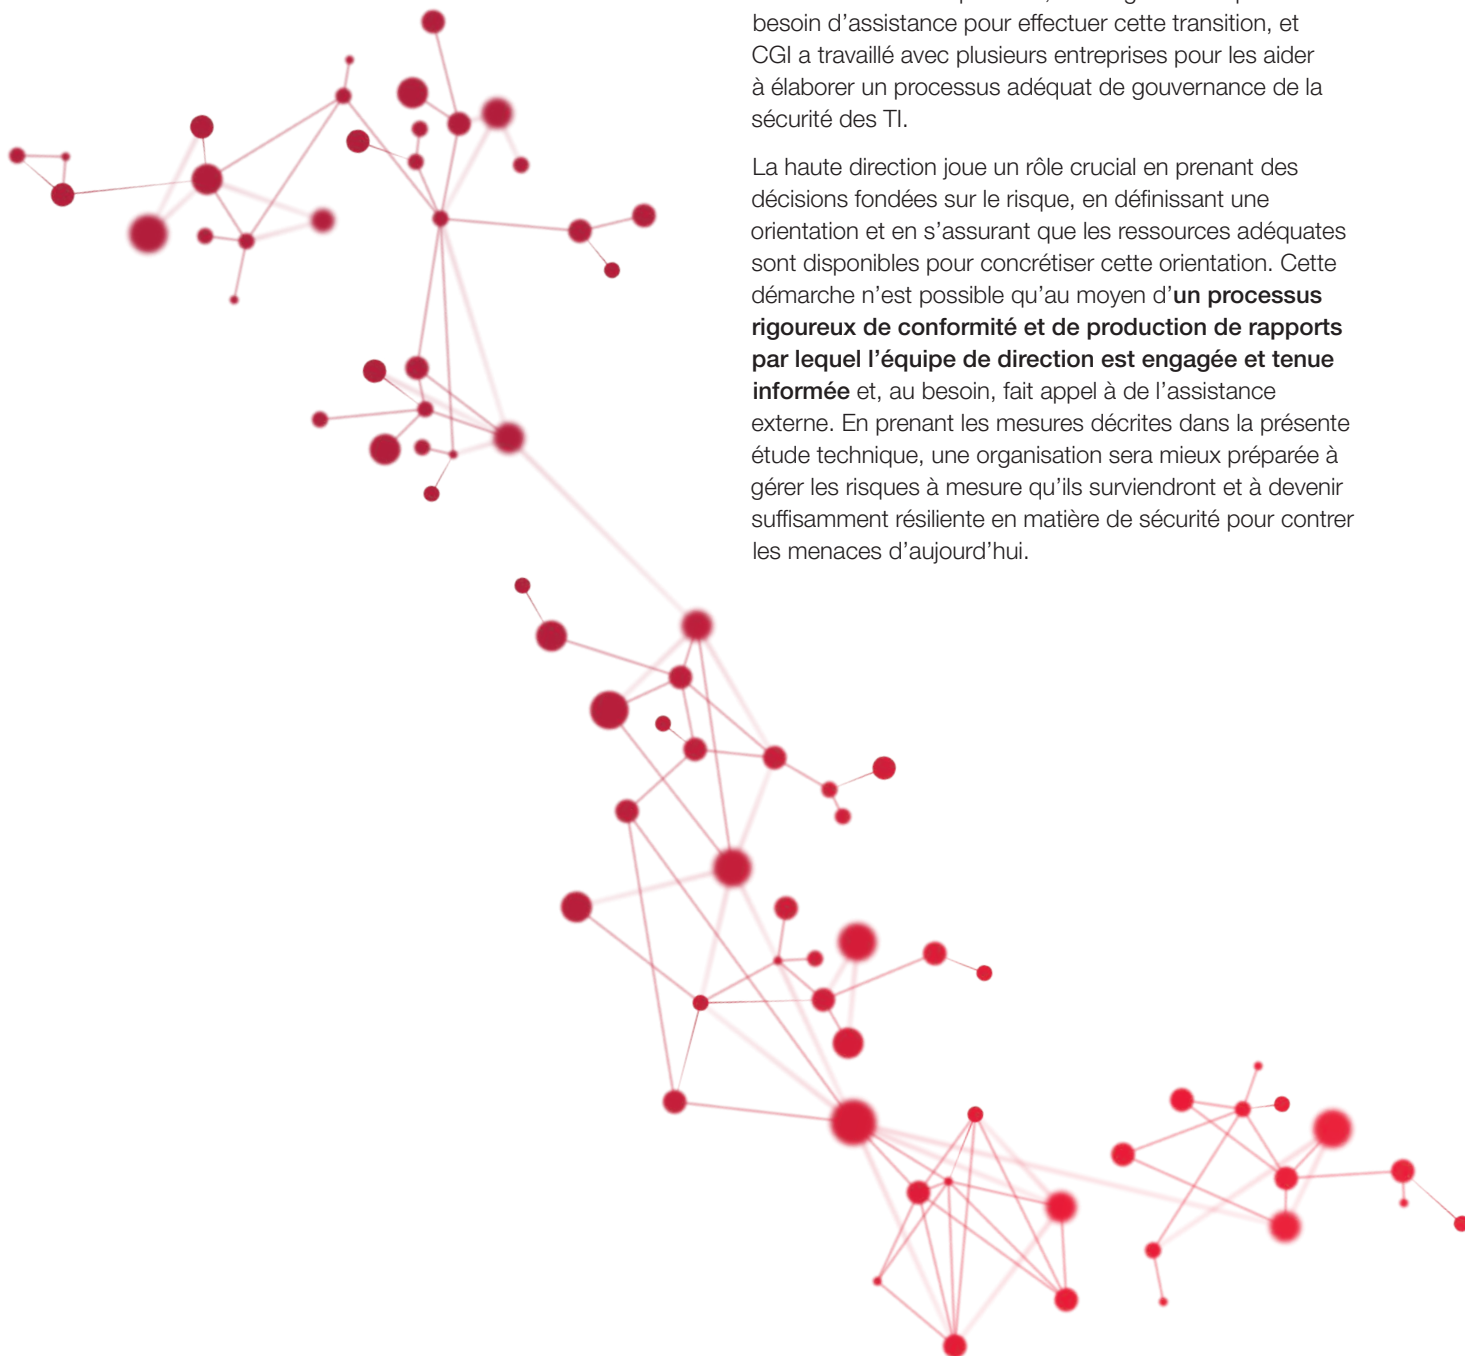 besoin d’assistance pour effectuer cette transition, et
CGI a travaillé avec plusieurs entreprises pour les aider
à élaborer un processus adéquat de gouvernance de la
sécurité des TI.
La haute direction joue un rôle crucial en prenant des
décisions fondées sur le risque, en définissant une
orientation et en s’assurant que les ressources adéquates
sont disponibles pour concrétiser cette orientation. Cette
démarche n’est possible qu’au moyen d’un processus
rigoureux de conformité et de production de rapports
par lequel l’équipe de direction est engagée et tenue
informée et, au besoin, fait appel à de l’assistance
externe. En prenant les mesures décrites dans la présente
étude technique, une organisation sera mieux préparée à
gérer les risques à mesure qu’ils surviendront et à devenir
suffisamment résiliente en matière de sécurité pour contrer
les menaces d’aujourd’hui.